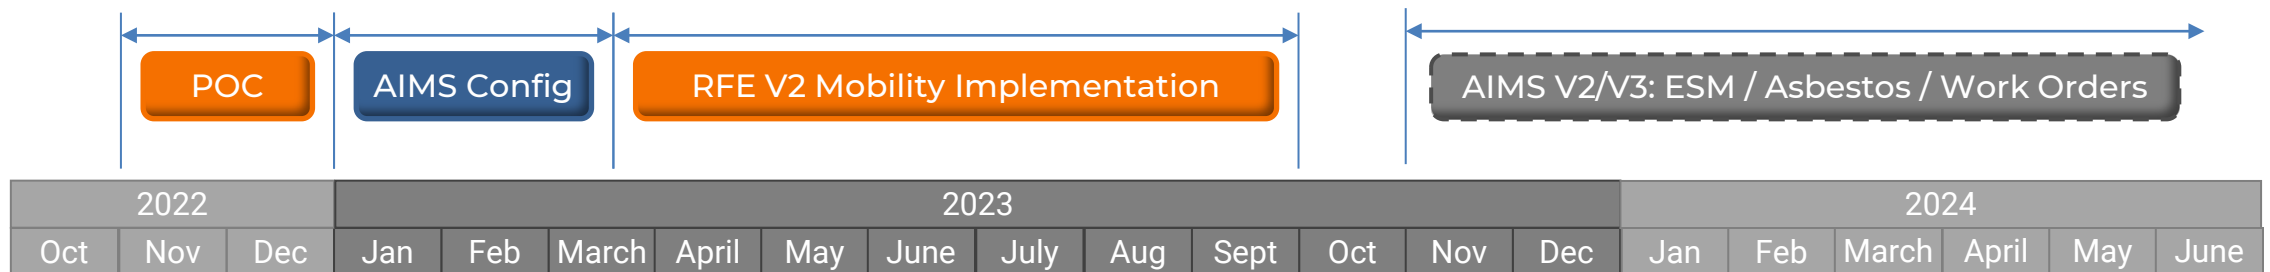 POC AIMS Config RFE V2 Mobility Implementation AIMS V2/V3: ESM / Asbestos / Work Orders
2022 2023 2024
Oct Nov Dec Jan Feb March April May June July Aug Sept Oct Nov Dec Jan Feb March April May June